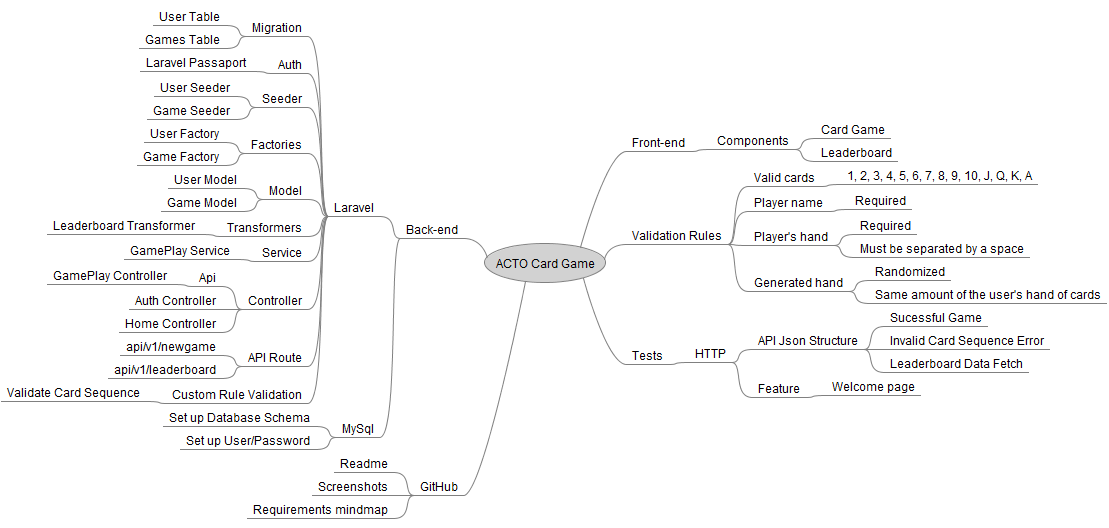 ACTO Card Game
Back-end
Laravel
Migration
User Table
Games Table
Auth
Laravel Passaport
Seeder
User Seeder
Game Seeder
Factories
User Factory
Game Factory
Model
User Model
Game Model
Transformers
Leaderboard Transformer
Service
GamePlay Service
Controller
Api
GamePlay Controller
Auth Controller
Home Controller
API Route
api/v1/newgame
api/v1/leaderboard
Custom Rule Validation
Validate Card Sequence
MySql
Set up Database Schema
Set up User/Password
GitHub
Readme
Screenshots
Requirements mindmap
Front-end
Components
Card Game
Leaderboard
Validation Rules
Valid cards
1, 2, 3, 4, 5, 6, 7, 8, 9, 10, J, Q, K, A
Player name
Required
Player's hand
Required
Must be separated by a space
Generated hand
Randomized
Same amount of the user's hand of cards
Tests
HTTP
API Json Structure
Sucessful Game
Invalid Card Sequence Error
Leaderboard Data Fetch
Feature
Welcome page